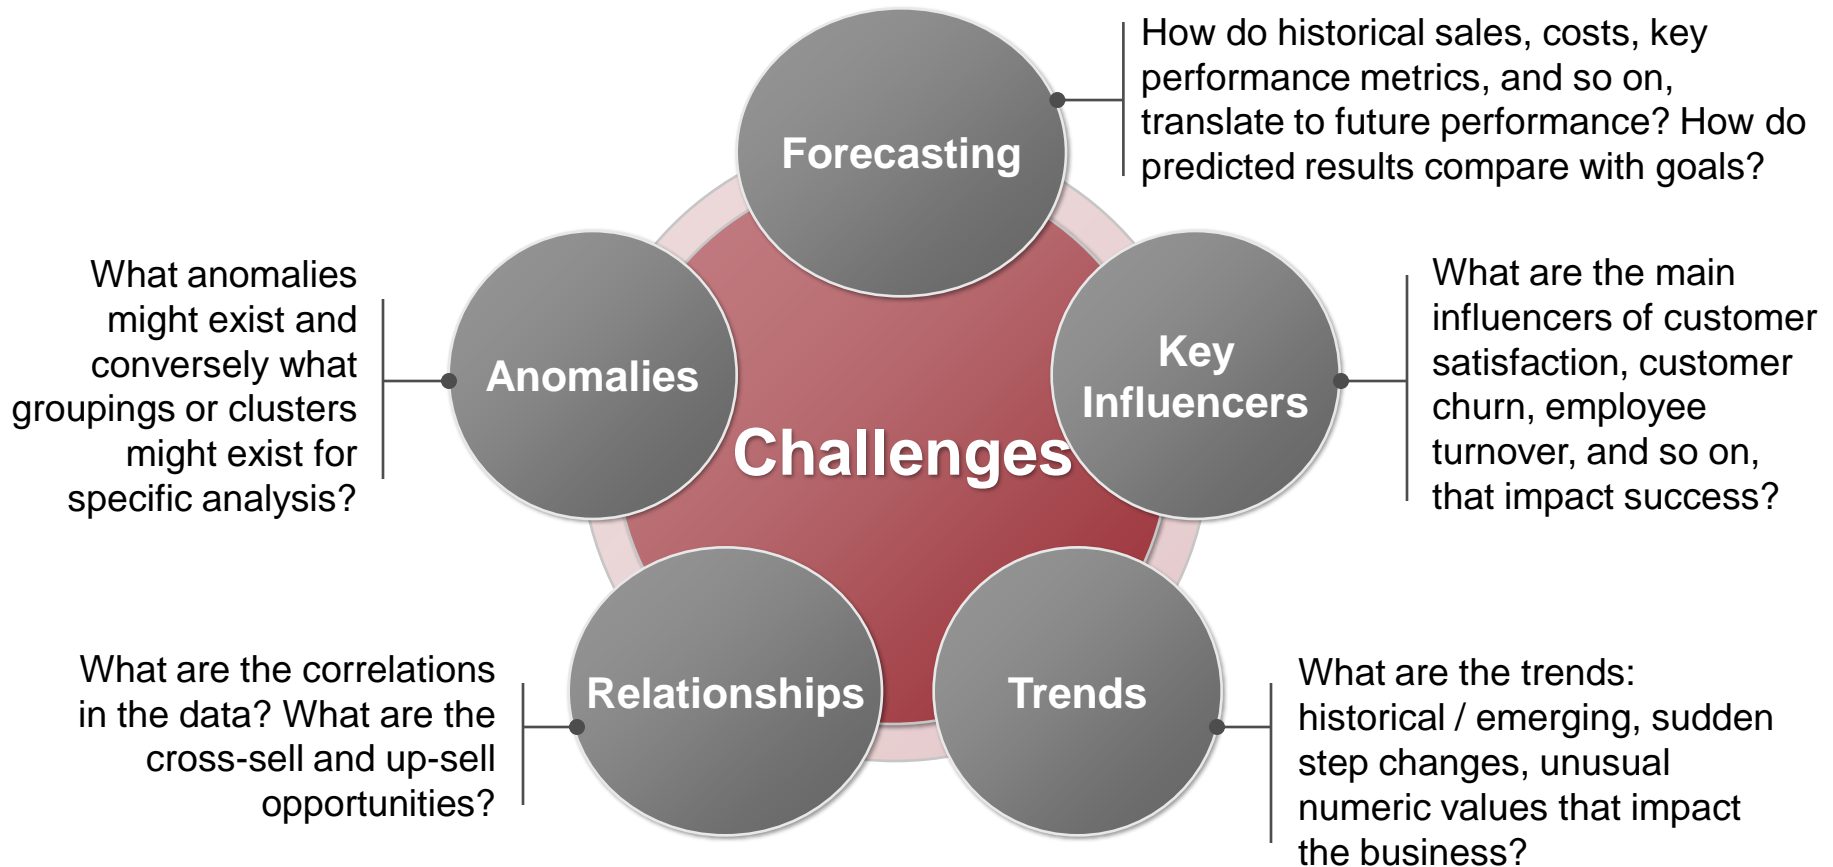 Forecasting
How do historical sales, costs, key
performance metrics, and so on,
translate to future performance? How do
predicted results compare with goals?
Key
Influencers
What are the main
influencers of customer
satisfaction, customer
churn, employee
turnover, and so on,
that impact success?
Trends
What are the trends:
historical / emerging, sudden
step changes, unusual
numeric values that impact
the business?
Relationships
What are the correlations
in the data? What are the
cross-sell and up-sell
opportunities?
Anomalies
What anomalies
might exist and
conversely what
groupings or clusters
might exist for
specific analysis?
Challenges